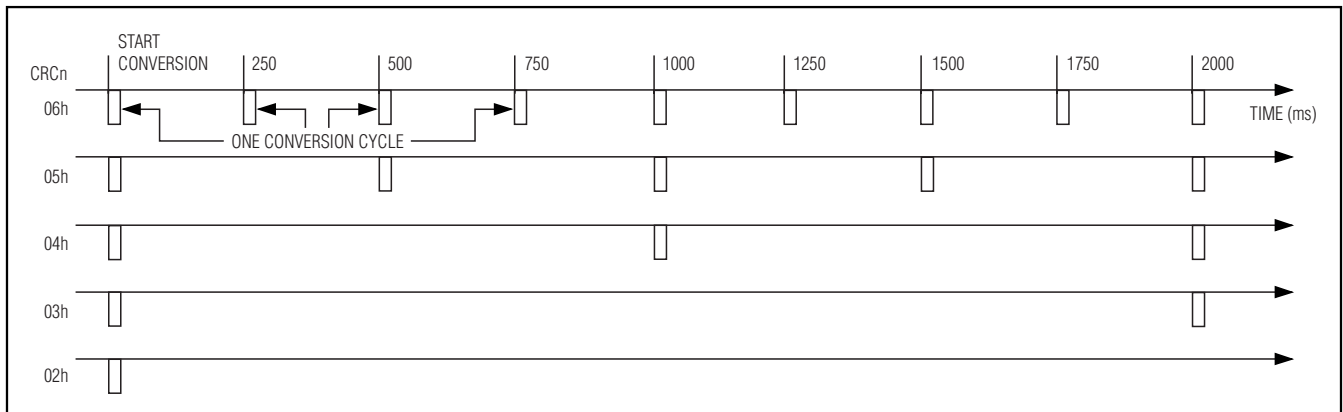 START
CONVERSION 250 500 750 1000 1250 1500 1750 2000
CRCn
06h
TIME (ms)
ONE CONVERSION CYCLE
05h
04h
03h
02h